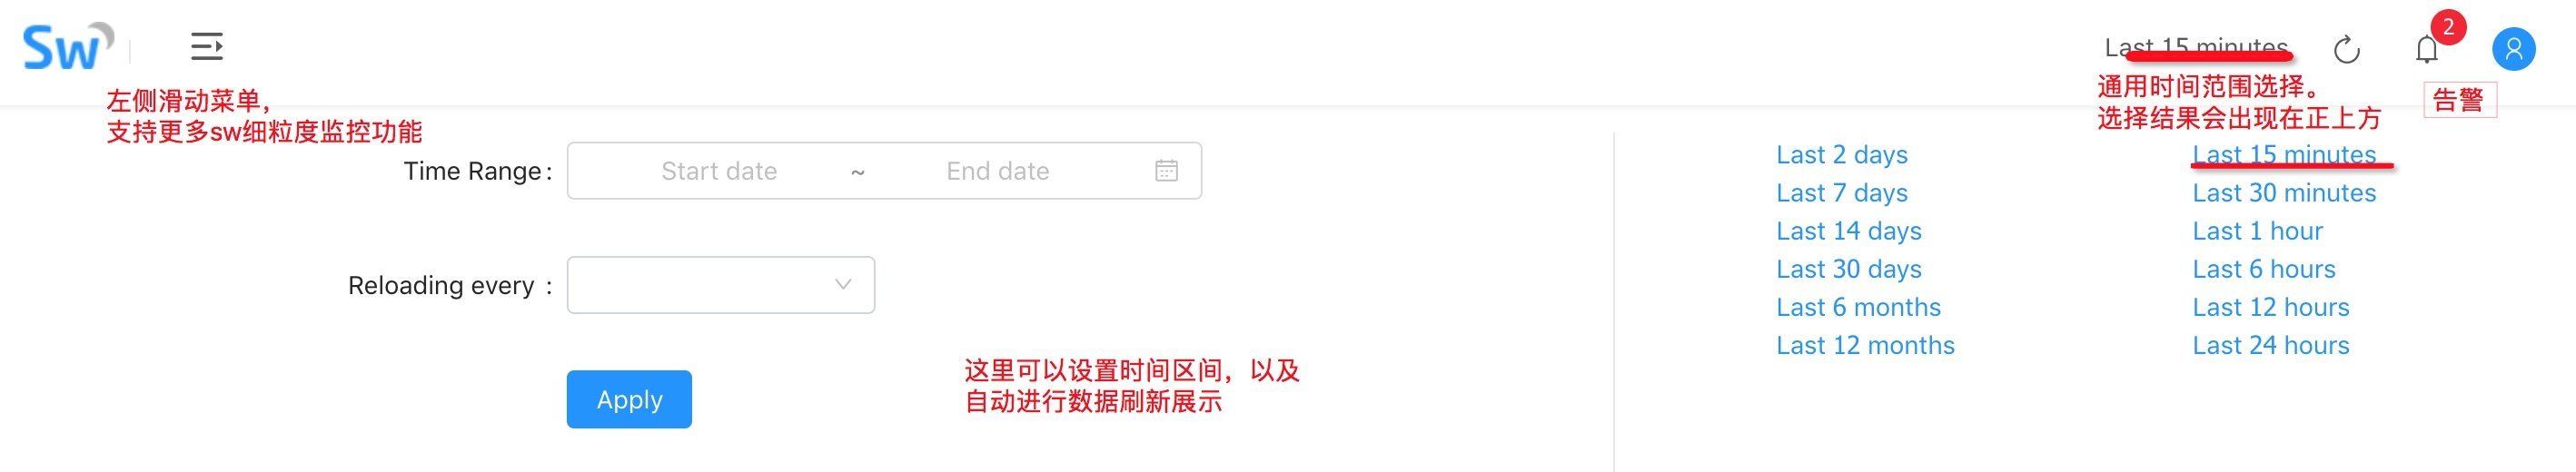 Sw
Last 15 minutes
2
左侧滑动菜单，
支持更多sw细粒度监控功能
通用时间范围选择。
选择结果会出现在正上方
告警
Time Range :
Start date ~ End date
Reloading every :
Apply
这里可以设置时间区间，以及
自动进行数据刷新展示
Last 2 days
Last 7 days
Last 14 days
Last 30 days
Last 6 months
Last 12 months
Last 15 minutes
Last 30 minutes
Last 1 hour
Last 6 hours
Last 12 hours
Last 24 hours